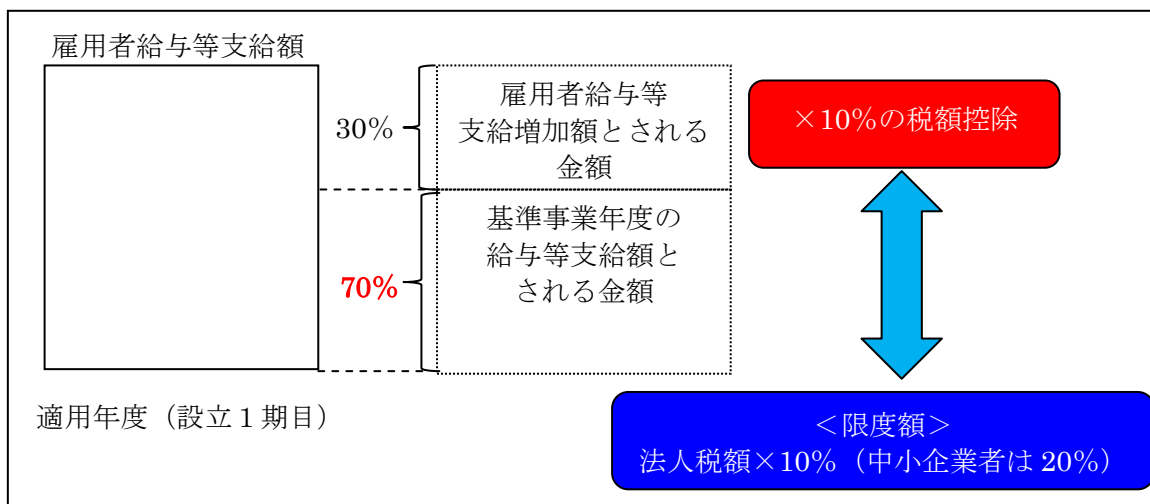 雇用者給与等支給額
30%
雇用者給与等
支給増加額とされる
金額
×10%の税額控除
70%
基準事業年度の
給与等支給額と
される金額
適用年度（設立1期目）
＜限度額＞
法人税額×10%（中小企業者は20%）